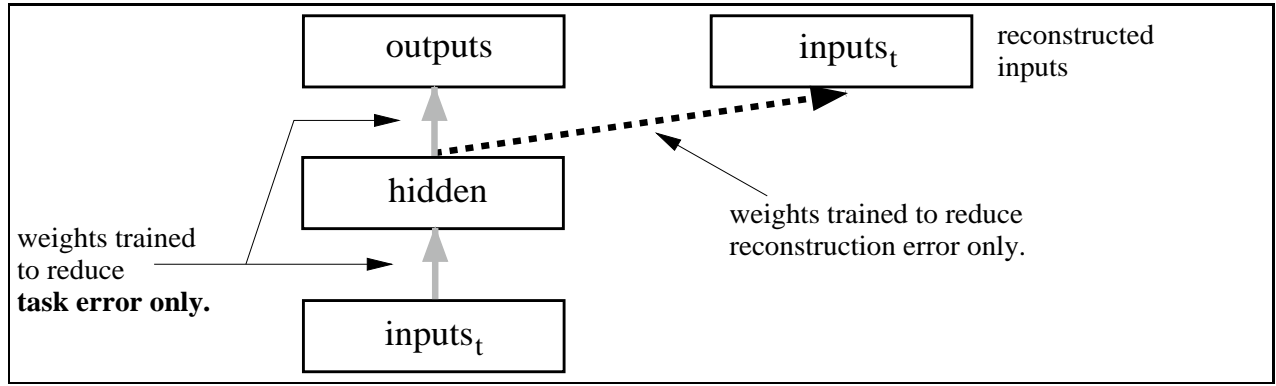 outputs
inputs_t
reconstructed
inputs
hidden
weights trained to reduce
reconstruction error only.
weights trained
to reduce
task error only.
inputs_t